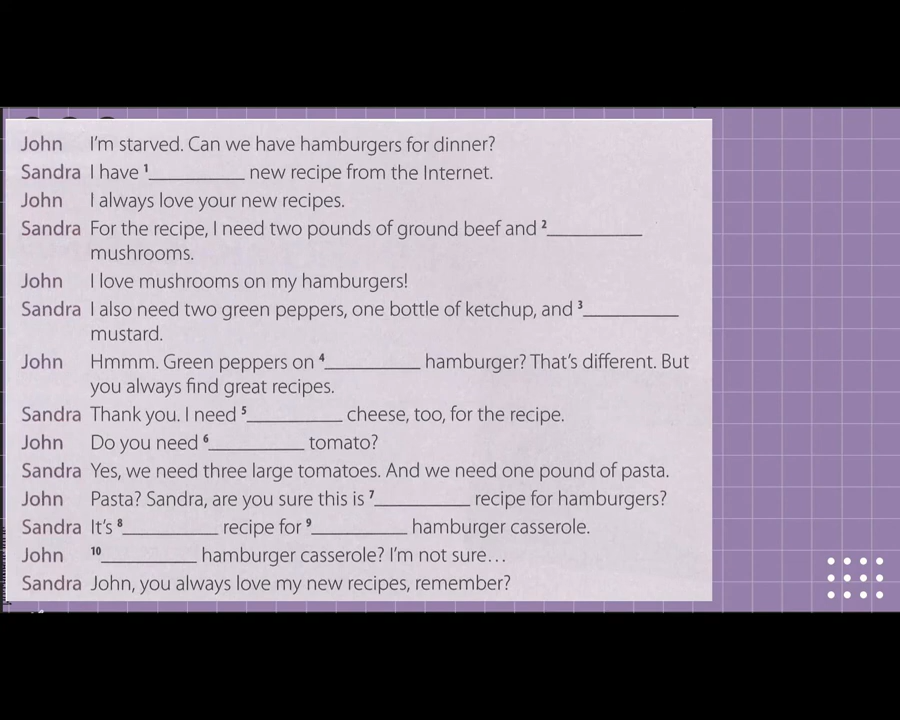 John I'm starved. Can we have hamburgers for dinner?
Sandra I have ¹__________ new recipe from the Internet.
John I always love your new recipes.
Sandra For the recipe, I need two pounds of ground beef and ²__________
mushrooms.
John I love mushrooms on my hamburgers!
Sandra I also need two green peppers, one bottle of ketchup, and ³__________
mustard.
John Hmmm. Green peppers on ⁴__________ hamburger? That's different. But
you always find great recipes.
Sandra Thank you. I need ⁵__________ cheese, too, for the recipe.
John Do you need ⁶__________ tomato?
Sandra Yes, we need three large tomatoes. And we need one pound of pasta.
John Pasta? Sandra, are you sure this is ⁷__________ recipe for hamburgers?
Sandra It's ⁸__________ recipe for ⁹__________ hamburger casserole.
John ¹⁰__________ hamburger casserole? I'm not sure…
Sandra John, you always love my new recipes, remember?